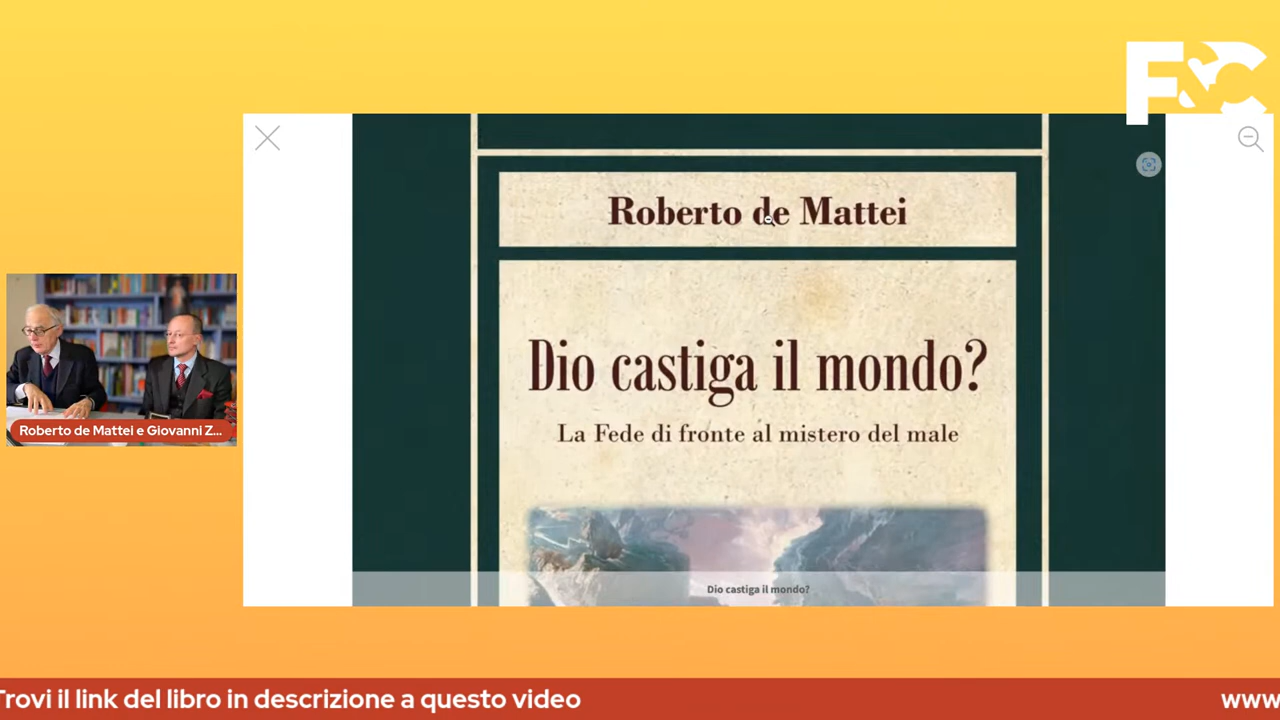 F&C
Roberto de Mattei
Dio castiga il mondo?
La Fede di fronte al mistero del male
Roberto de Mattei e Giovanni Z...
Dio castiga il mondo?
Trovi il link del libro in descrizione a questo video
www